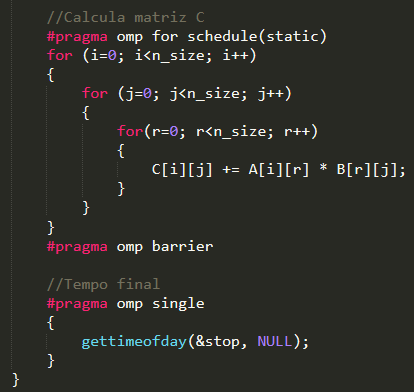 //Calcula matriz C
#pragma omp for schedule(static)
for (i=0; i<n_size; i++)
{
for (j=0; j<n_size; j++)
{
for(r=0; r<n_size; r++)
{
C[i][j] += A[i][r] * B[r][j];
}
}
}
#pragma omp barrier
//Tempo final
#pragma omp single
{
gettimeofday(&stop, NULL);
}
}